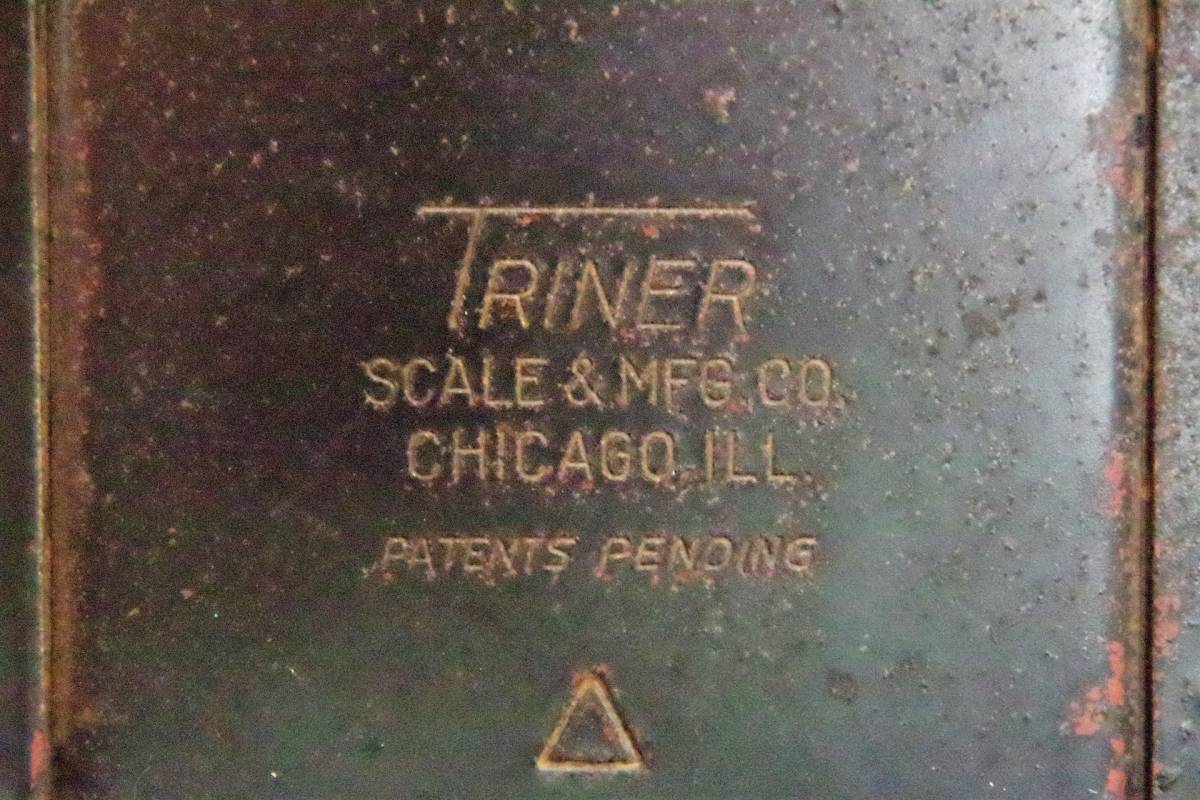 TRINER
SCALE & MFG. CO.
CHICAGO, ILL.
PATENTS PENDING